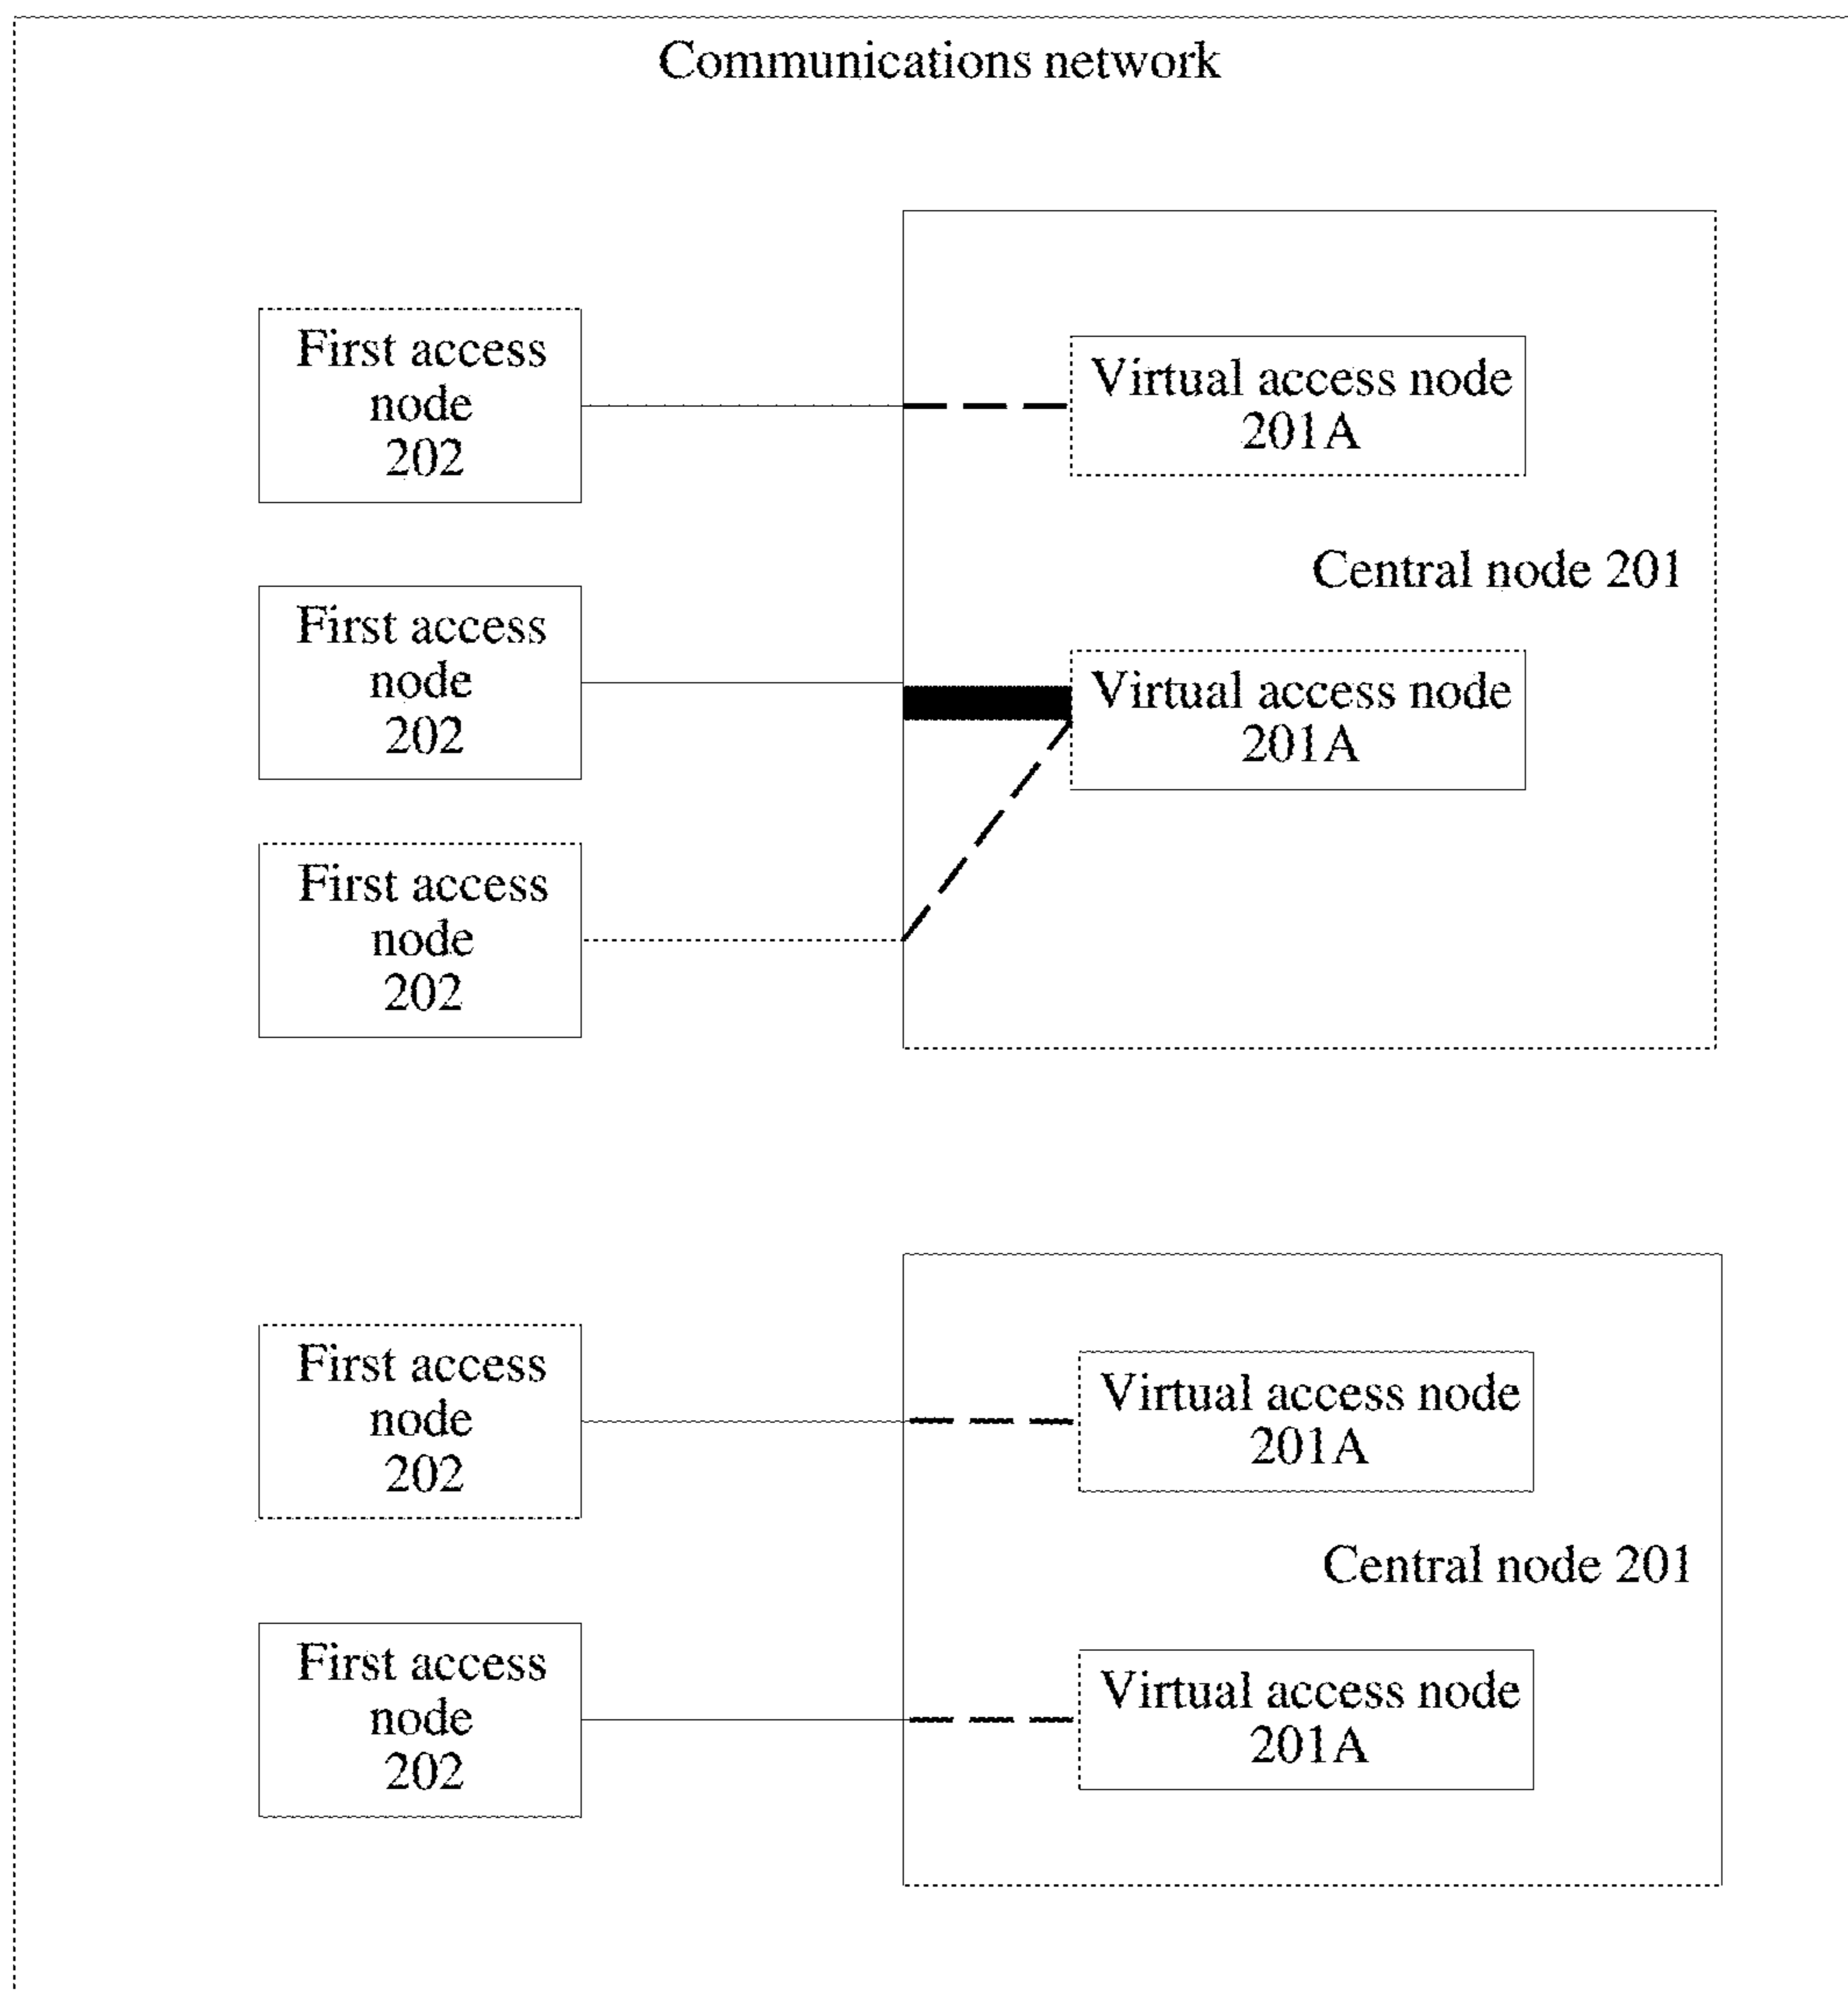 Communications network
First access
node
202
Virtual access node
201A
Central node 201
First access
node
202
Virtual access node
201A
First access
node
202
First access
node
202
Virtual access node
201A
Central node 201
First access
node
202
Virtual access node
201A